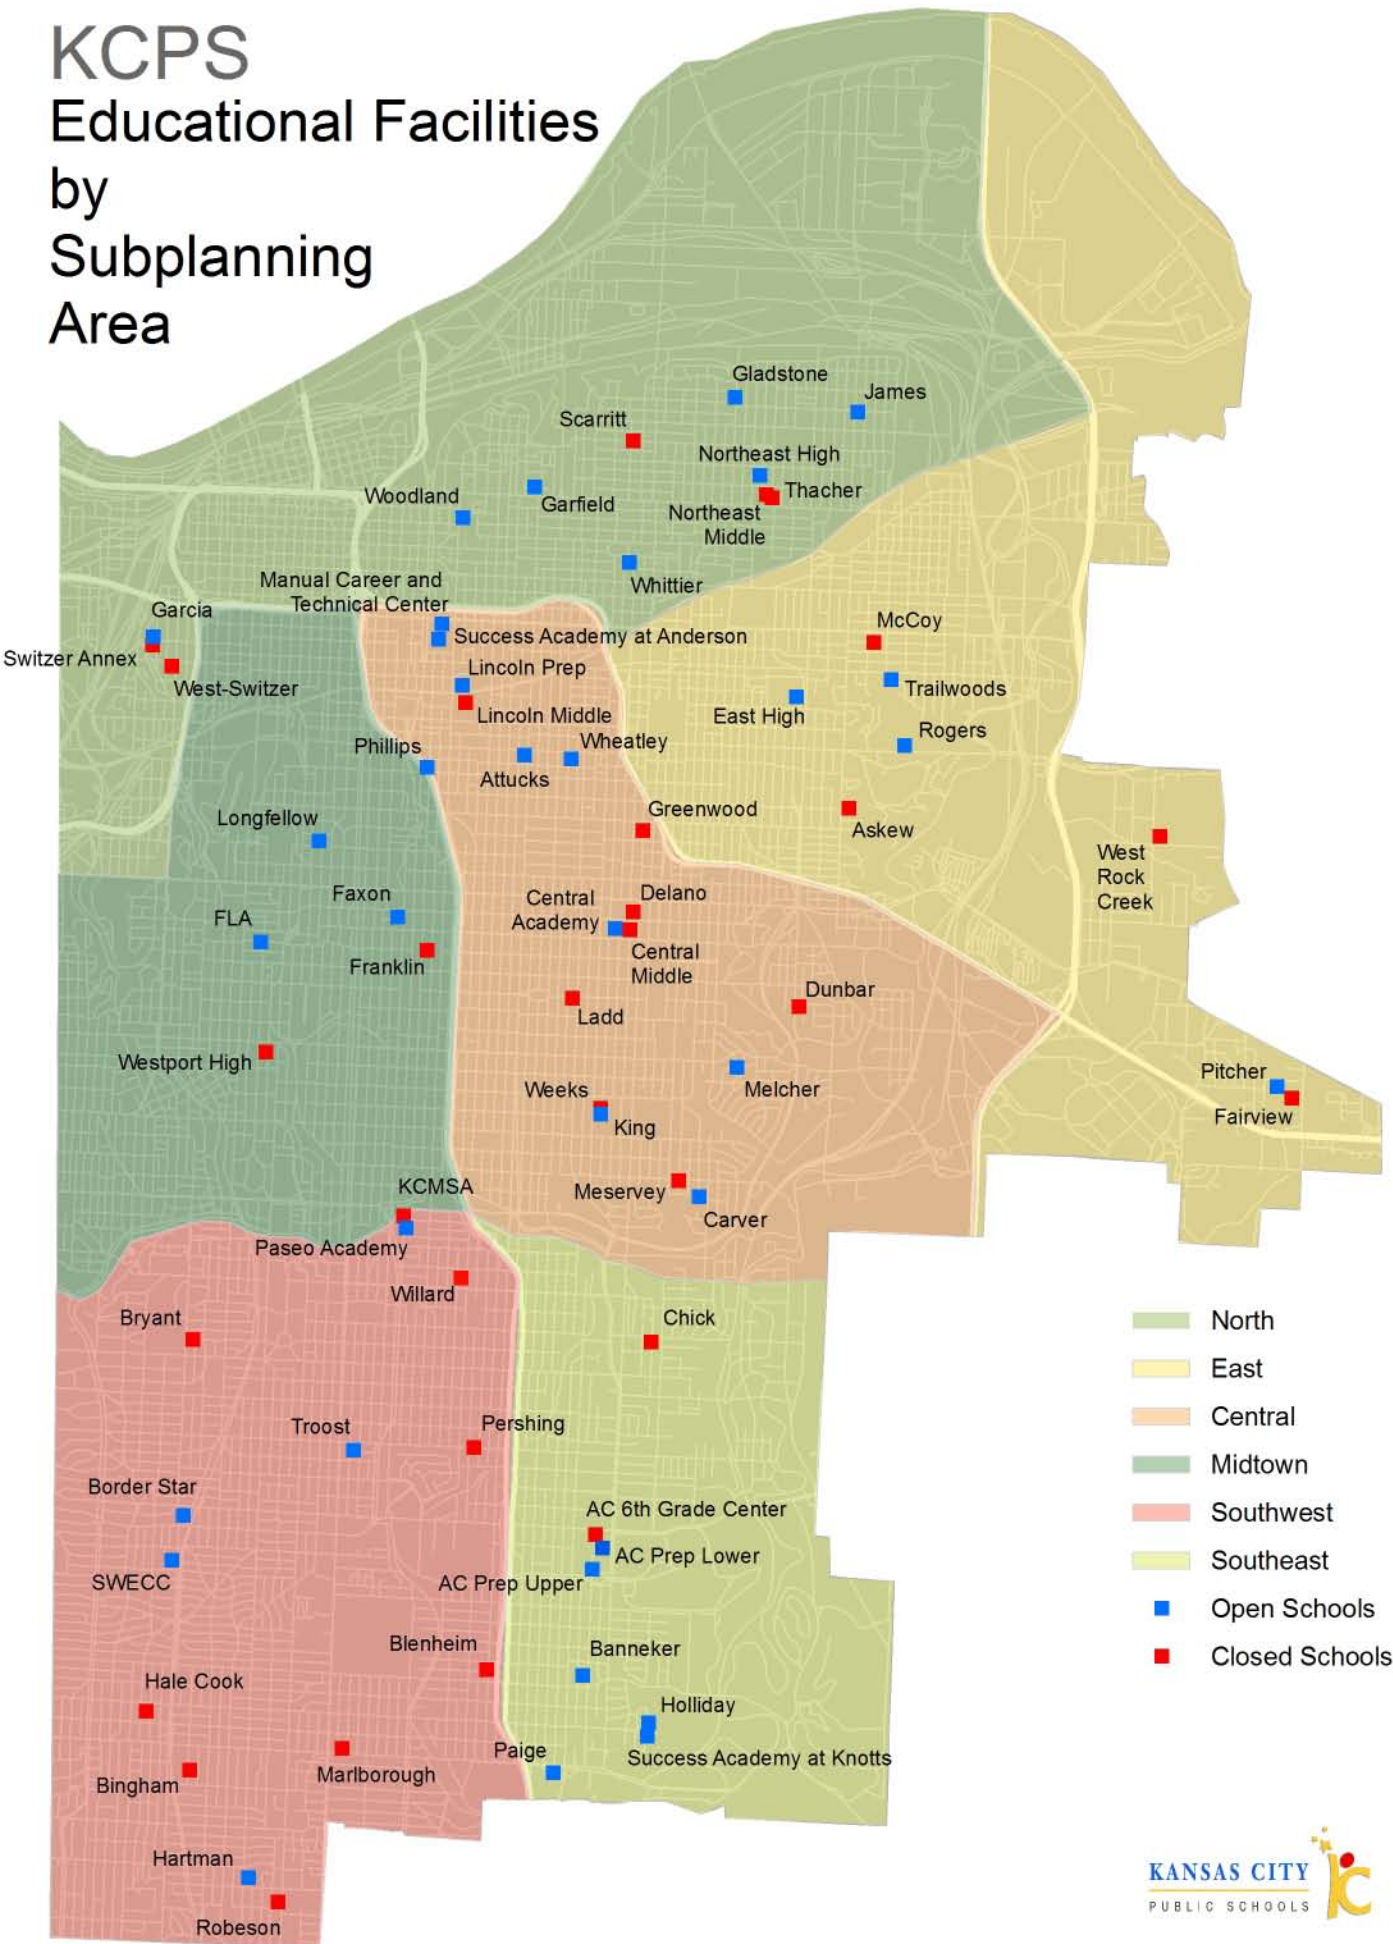 KCPS
Educational Facilities
by
Subplanning
Area
Gladstone
James
Scarritt
Northeast High
Thacher
Woodland
Garfield
Northeast
Middle
Whittier
Manual Career and
Technical Center
Garcia
Success Academy at Anderson
McCoy
Switzer Annex
West-Switzer
Lincoln Prep
Trailwoods
Lincoln Middle
East High
Rogers
Phillips
Wheatley
Attucks
Longfellow
Greenwood
Askew
West
Rock
Creek
Faxon
Central
Academy
Delano
FLA
Franklin
Central
Middle
Dunbar
Ladd
Westport High
Pitcher
Weeks
Melcher
Fairview
King
KCMSA
Meservey
Carver
Paseo Academy
Willard
Bryant
Chick
Troost
Pershing
Border Star
AC 6th Grade Center
AC Prep Lower
SWECC
AC Prep Upper
Blenheim
Banneker
Hale Cook
Holliday
Paige
Success Academy at Knotts
Bingham
Marlborough
Hartman
Robeson
North
East
Central
Midtown
Southwest
Southeast
Open Schools
Closed Schools
KANSAS CITY
PUBLIC SCHOOLS
KC